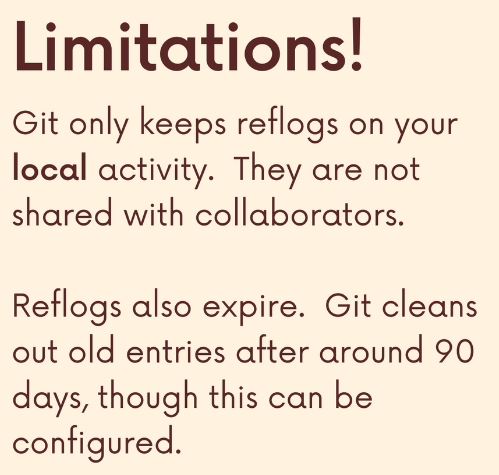 Limitations!
Git only keeps reflogs on your
local activity.  They are not
shared with collaborators.
Reflogs also expire.  Git cleans
out old entries after around 90
days, though this can be
configured.